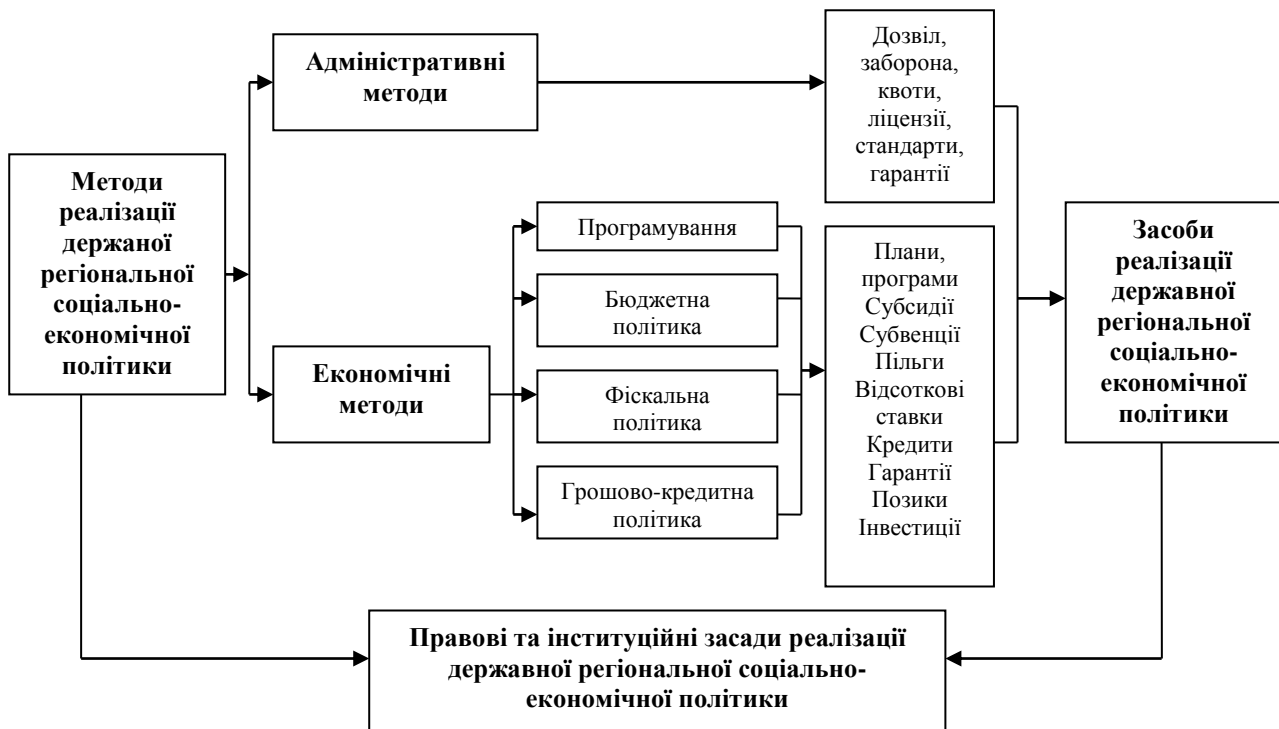 Методи
реалізації
держаної
регіональної
соціально-
економічної
політики
Адміністративні
методи
Економічні
методи
Програмування
Бюджетна
політика
Фіскальна
політика
Грошово-кредитна
політика
Дозвіл,
заборона,
квоти,
ліцензії,
стандарти,
гарантії
Плани,
програми
Субсидії
Субвенції
Пільги
Відсоткові
ставки
Кредити
Гарантії
Позики
Інвестиції
Засоби
реалізації
державної
регіональної
соціально-
економічної
політики
Правові та інституційні засади реалізації
державної регіональної соціально-
економічної політики